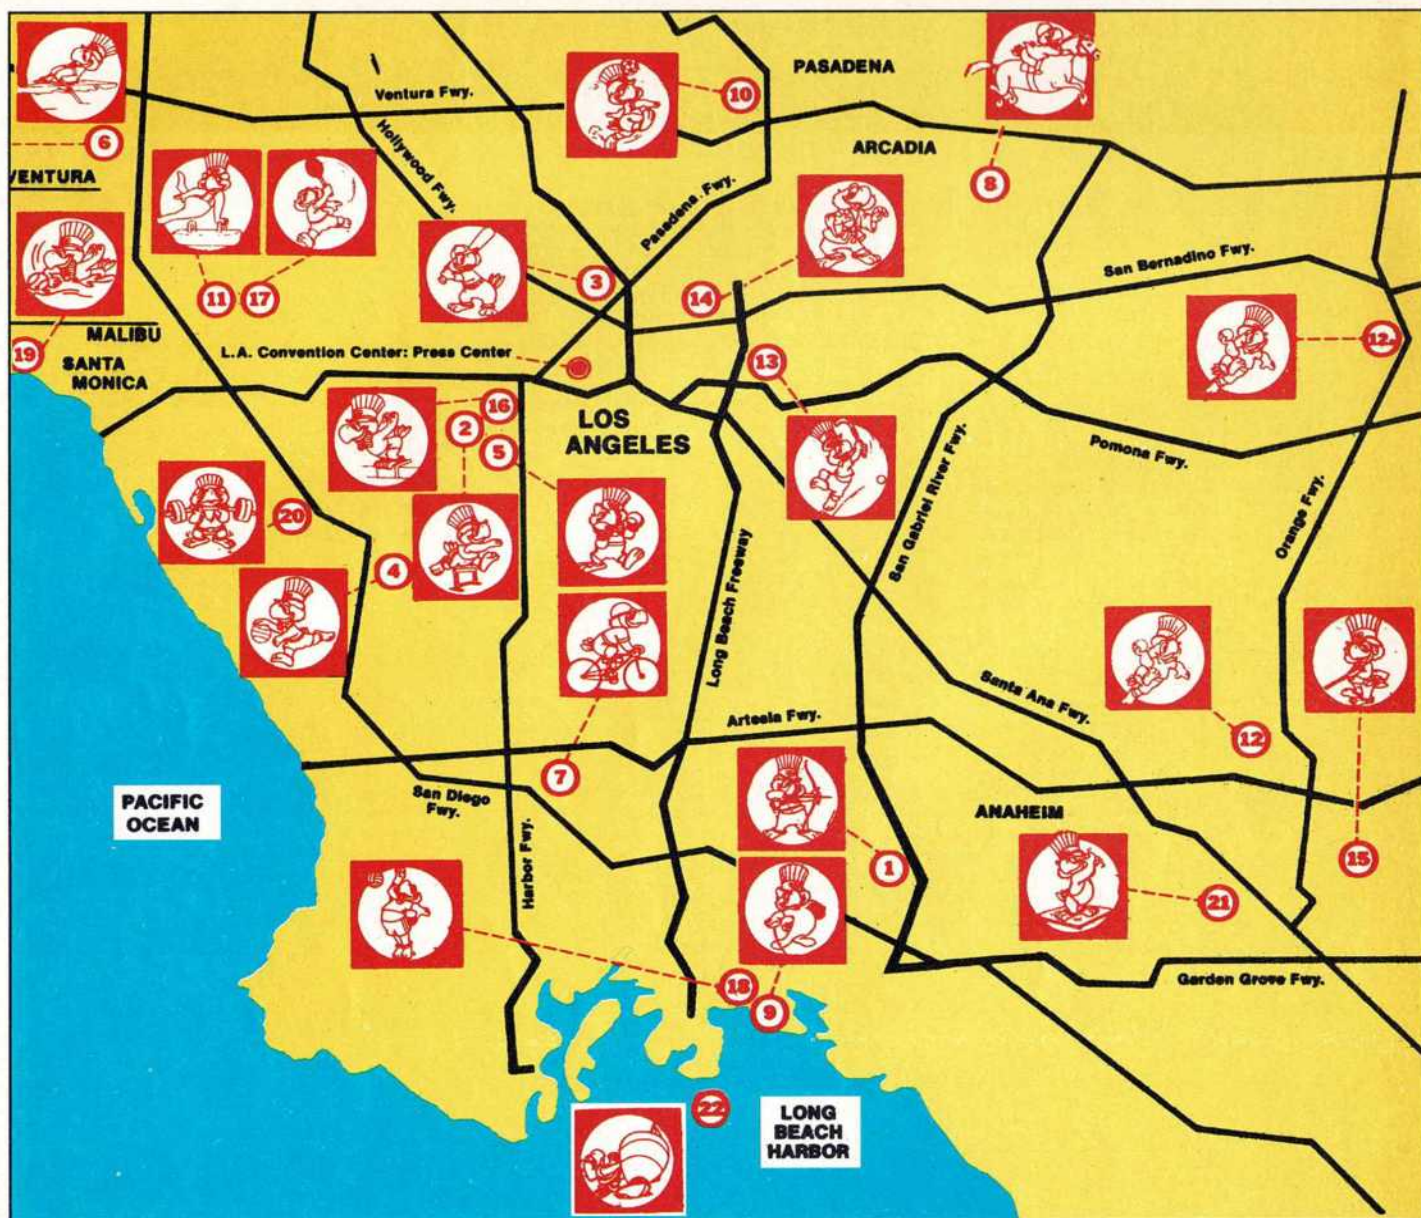 PASADENA
Ventura Fwy.
10
6
Hollywood Fwy.
ARCADIA
8
VENTURA
Pasadena Fwy.
San Bernadino Fwy.
11
17
3
14
MALIBU
19
SANTA
MONICA
L.A. Convention Center: Press Center
13
12a
16
2
5
LOS
ANGELES
Pomona Fwy.
San Gabriel River Fwy.
Orange Fwy.
20
4
Long Beach Freeway
Santa Ana Fwy.
Artesia Fwy.
12
7
PACIFIC
OCEAN
San Diego
Fwy.
Harbor Fwy.
ANAHEIM
1
15
21
18
9
Garden Grove Fwy.
22
LONG
BEACH
HARBOR